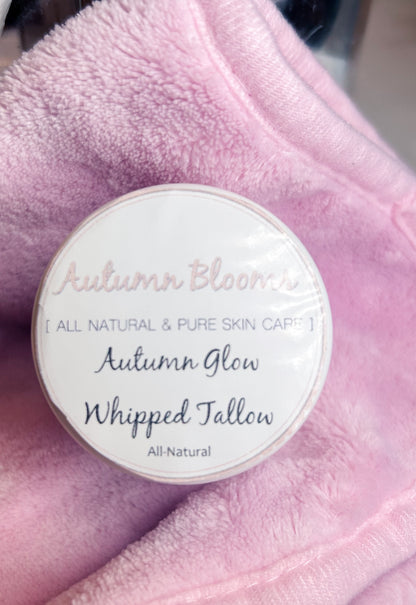 Autumn Blooms
[ ALL NATURAL & PURE SKIN CARE ]
Autumn Glow
Whipped Tallow
All-Natural